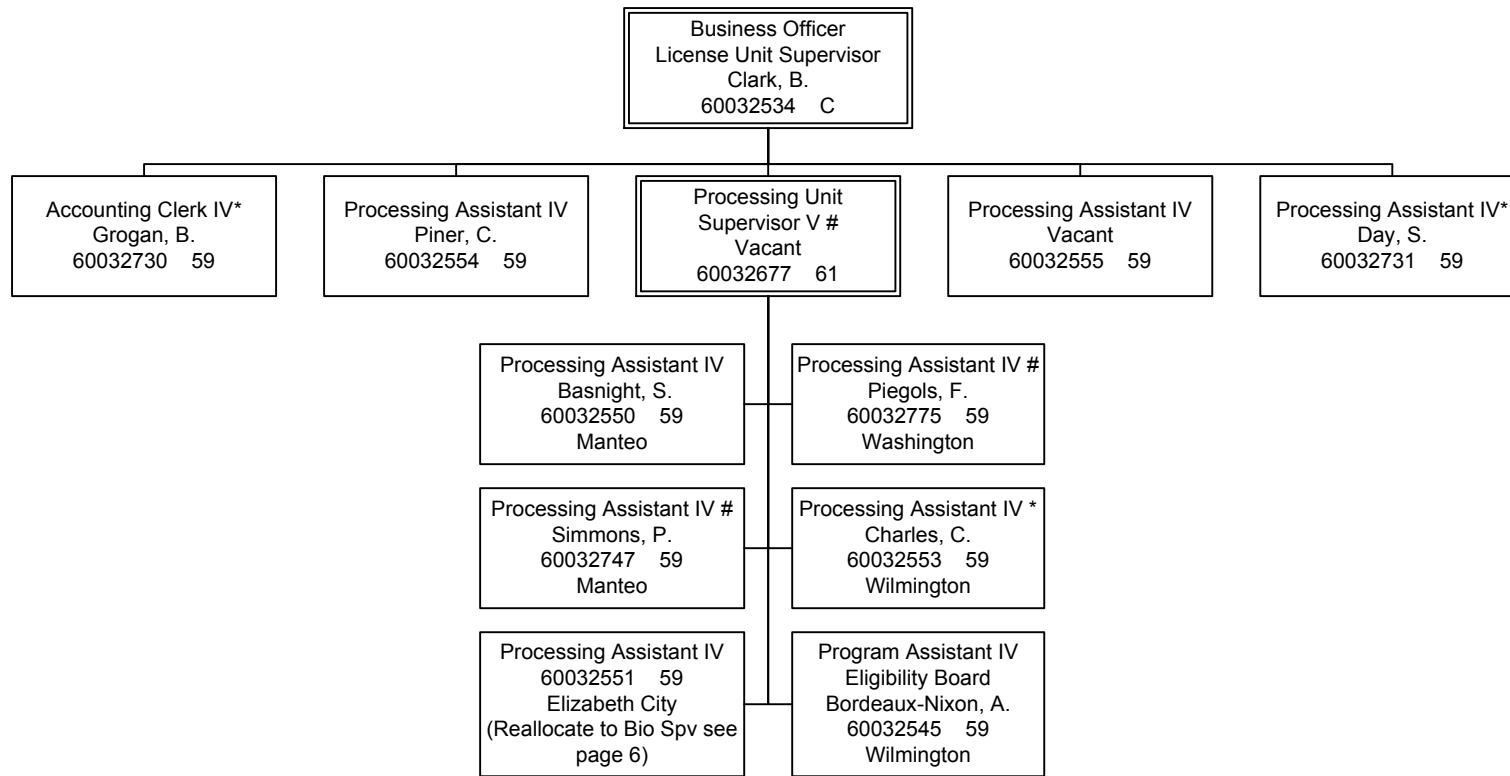 Business Officer
License Unit Supervisor
Clark, B.
60032534 C
Accounting Clerk IV*
Grogan, B.
60032730 59
Processing Assistant IV
Piner, C.
60032554 59
Processing Unit
Supervisor V #
Vacant
60032677 61
Processing Assistant IV
Vacant
60032555 59
Processing Assistant IV*
Day, S.
60032731 59
Processing Assistant IV
Basnight, S.
60032550 59
Manteo
Processing Assistant IV #
Piegols, F.
60032775 59
Washington
Processing Assistant IV #
Simmons, P.
60032747 59
Manteo
Processing Assistant IV *
Charles, C.
60032553 59
Wilmington
Processing Assistant IV
60032551 59
Elizabeth City
(Reallocate to Bio Spv see
page 6)
Program Assistant IV
Eligibility Board
Bordeaux-Nixon, A.
60032545 59
Wilmington